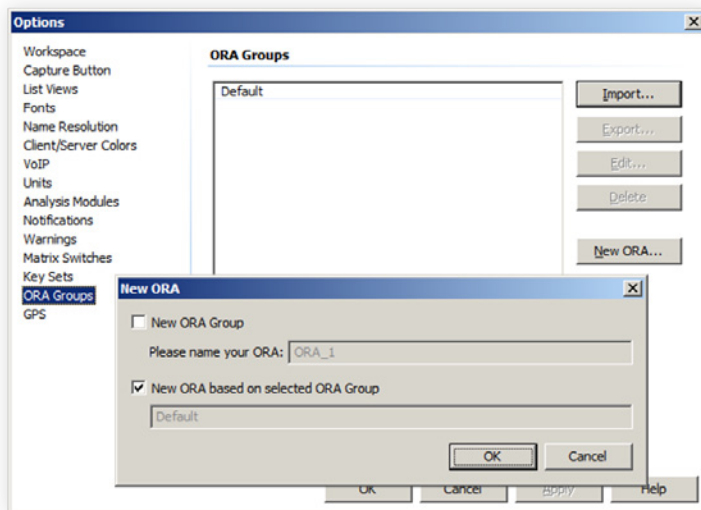 Options
Workspace
Capture Button
List Views
Fonts
Name Resolution
Client/Server Colors
VoIP
Units
Analysis Modules
Notifications
Warnings
Matrix Switches
Key Sets
ORA Groups
GPS
ORA Groups
Default
Import...
Export...
Edit...
Delete
New ORA...
New ORA
New ORA Group
Please name your ORA: ORA_1
New ORA based on selected ORA Group
Default
OK Cancel
OK Cancel Apply Help